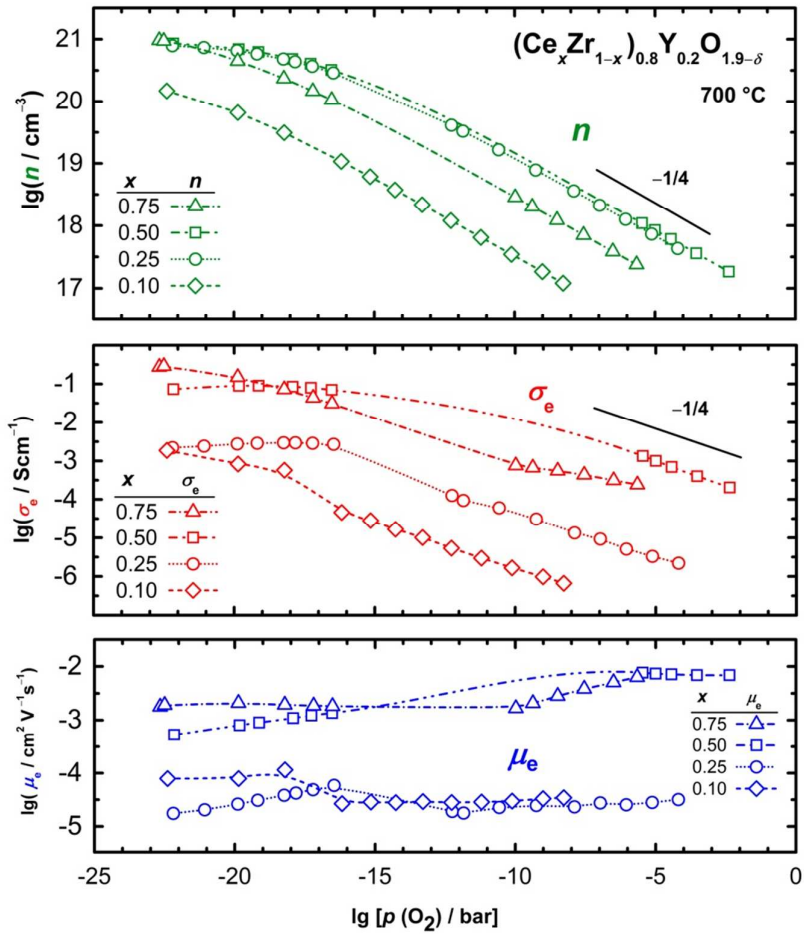 (CeₓZr₁₋ₓ)₀.₈Y₀.₂O₁.₉₋δ
700 °C
n
−1/4
lg(n / cm⁻³)
21
20
19
18
17
x n
0.75
0.50
0.25
0.10
σₑ
−1/4
lg(σₑ / Scm⁻¹)
-1
-2
-3
-4
-5
-6
x σₑ
0.75
0.50
0.25
0.10
μₑ
lg( μₑ / cm² V⁻¹s⁻¹)
-2
-3
-4
-5
x μₑ
0.75
0.50
0.25
0.10
-25 -20 -15 -10 -5 0
lg [p (O₂) / bar]